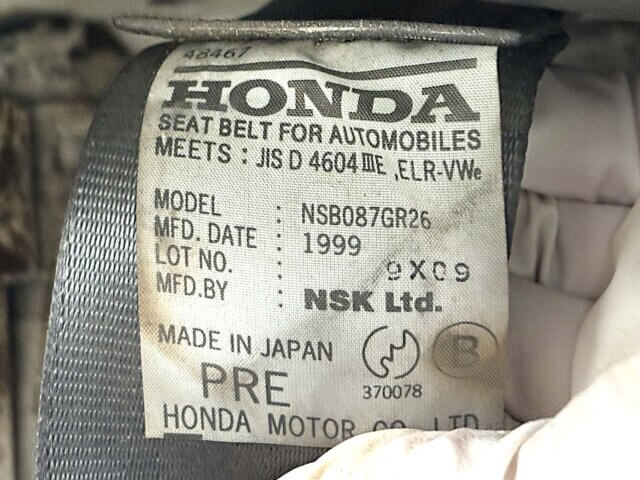 48467
HONDA
SEAT BELT FOR AUTOMOBILES
MEETS : JIS D 4604 ⅢE ,ELR-VWe
MODEL : NSB087GR26
MFD. DATE : 1999
LOT NO. : 9X09
MFD.BY : NSK Ltd.
MADE IN JAPAN
B
PRE
370078
HONDA MOTOR CO.,LTD.